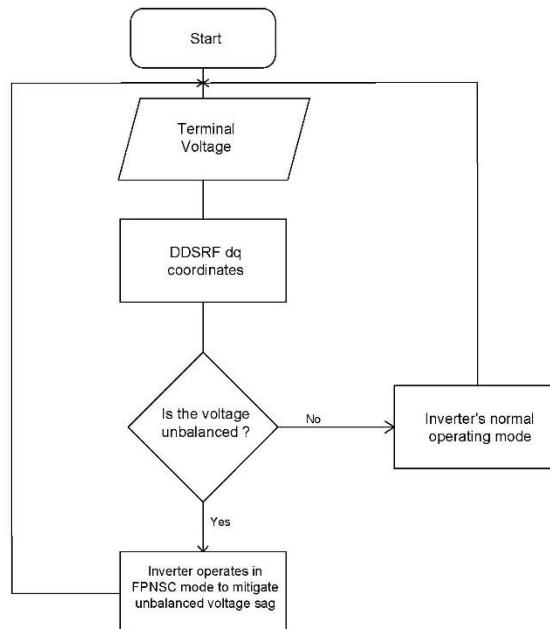 Start
Terminal
Voltage
DDSRF dq
coordinates
Is the voltage
unbalanced ?
No
Inverter's normal
operating mode
Yes
Inverter operates in
FPNSC mode to mitigate
unbalanced voltage sag